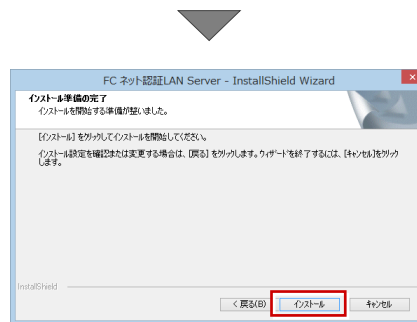 FC ネット認証LAN Server - InstallShield Wizard
インストール準備の完了
インストールを開始する準備が整いました。
[インストール] をクリックしてインストールを開始してください。
インストール設定を確認または変更する場合は、[戻る] をクリックします。ウィザードを終了するには、[キャンセル]をクリック
します。
InstallShield
< 戻る(B)
インストール
キャンセル